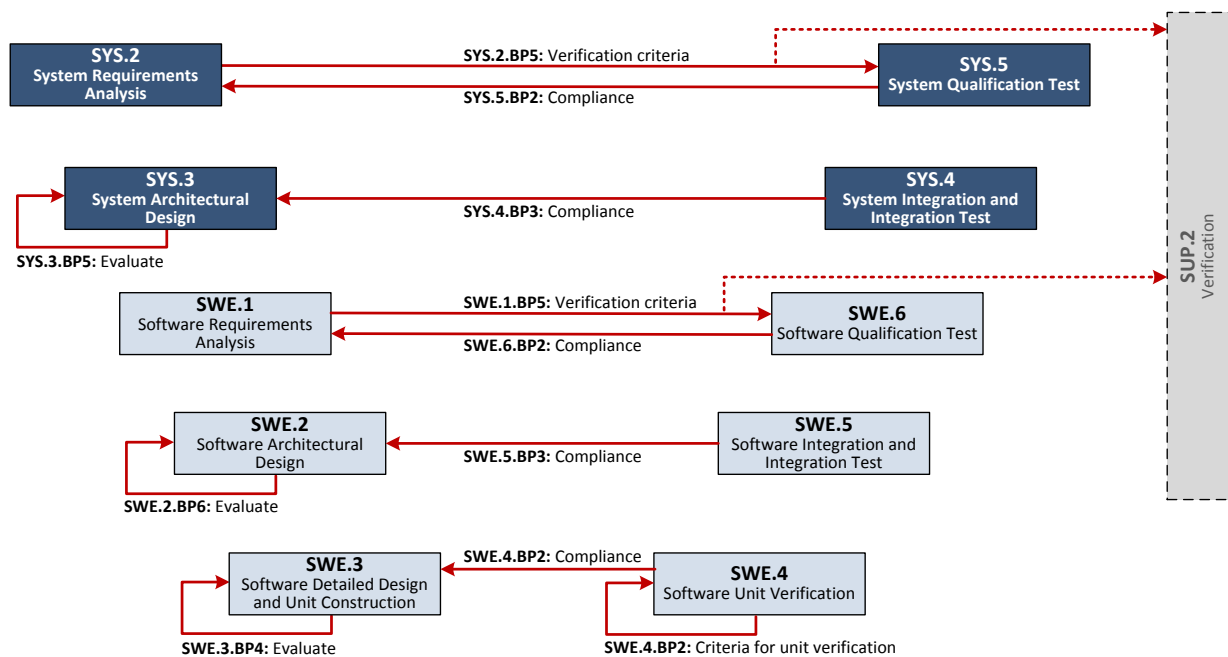 SYS.2
System Requirements
Analysis
SYS.2.BP5: Verification criteria
SYS.5.BP2: Compliance
SYS.5
System Qualification Test
SYS.3
System Architectural
Design
SYS.3.BP5: Evaluate
SYS.4.BP3: Compliance
SYS.4
System Integration and
Integration Test
SUP.2
Verification
SWE.1
Software Requirements
Analysis
SWE.1.BP5: Verification criteria
SWE.6.BP2: Compliance
SWE.6
Software Qualification Test
SWE.2
Software Architectural
Design
SWE.2.BP6: Evaluate
SWE.5.BP3: Compliance
SWE.5
Software Integration and
Integration Test
SWE.3
Software Detailed Design
and Unit Construction
SWE.3.BP4: Evaluate
SWE.4.BP2: Compliance
SWE.4
Software Unit Verification
SWE.4.BP2: Criteria for unit verification